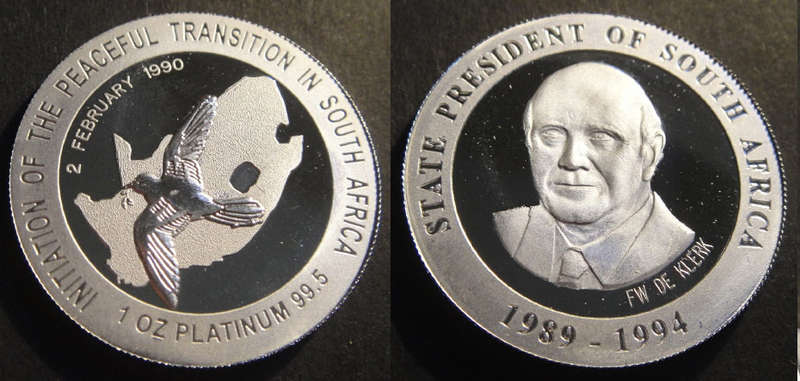 INITIATION OF THE PEACEFUL TRANSITION IN SOUTH AFRICA
2 FEBRUARY 1990
1 OZ PLATINUM 99.5
STATE PRESIDENT OF SOUTH AFRICA
FW DE KLERK
1989 - 1994